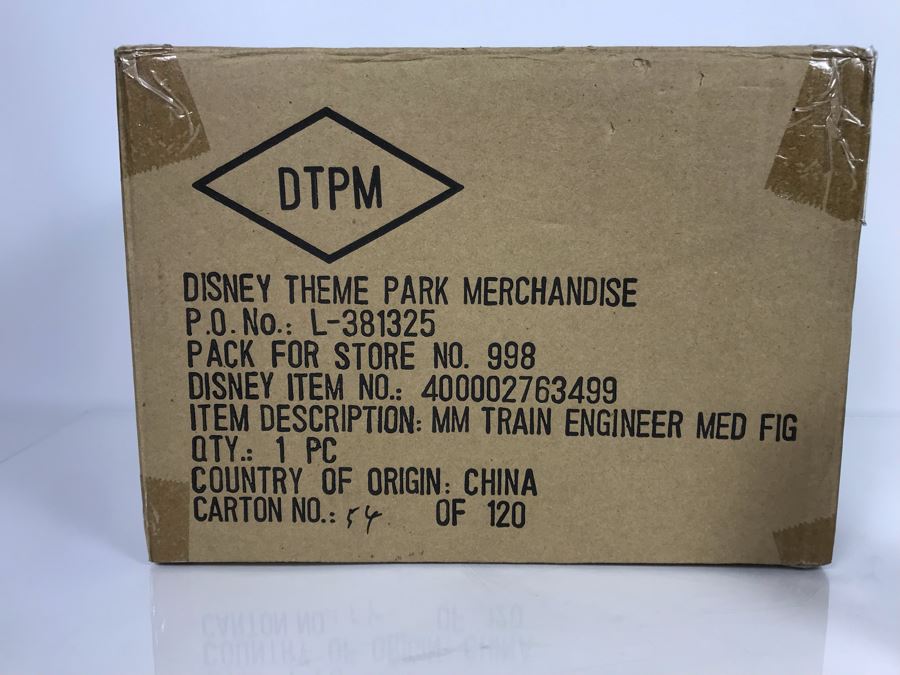 DTPM
DISNEY THEME PARK MERCHANDISE
P.O. No.: L-381325
PACK FOR STORE NO. 998
DISNEY ITEM NO.: 400002763499
ITEM DESCRIPTION: MM TRAIN ENGINEER MED FIG
QTY.: 1 PC
COUNTRY OF ORIGIN: CHINA
CARTON NO.: 54 OF 120